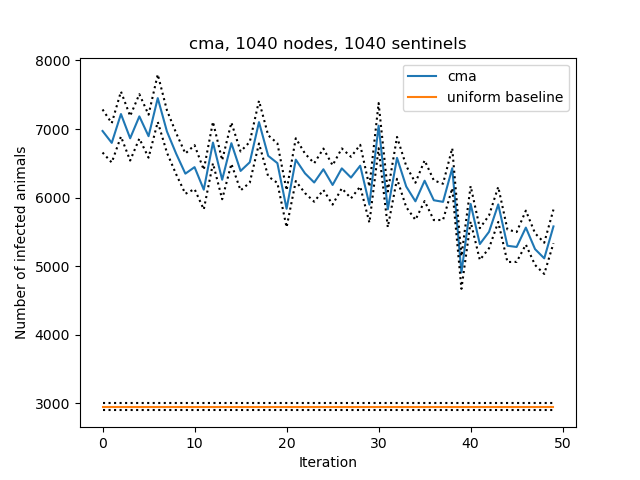 cma, 1040 nodes, 1040 sentinels
8000
7000
6000
5000
4000
3000
Number of infected animals
cma
uniform baseline
0
10
20
30
40
50
Iteration